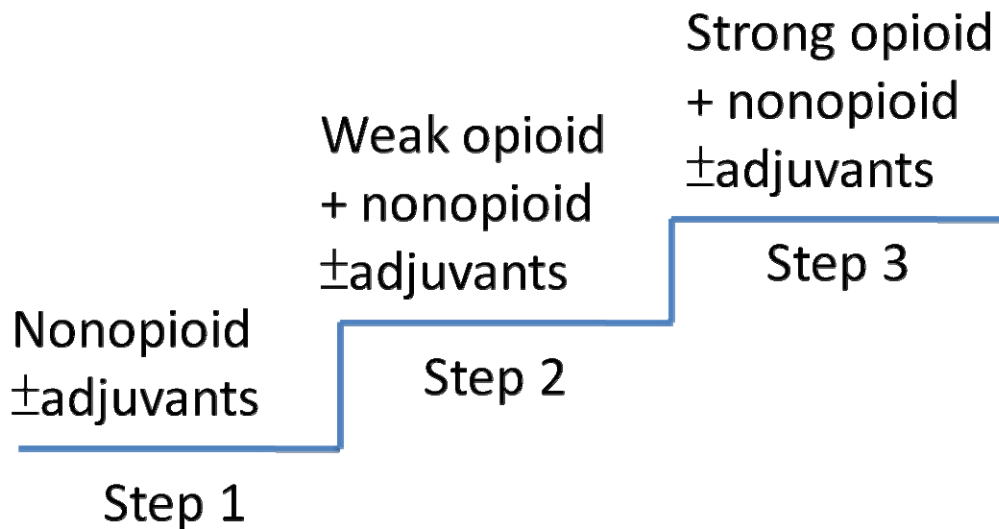 Nonopioid
±adjuvants
Step 1
Weak opioid
+ nonopioid
±adjuvants
Step 2
Strong opioid
+ nonopioid
±adjuvants
Step 3